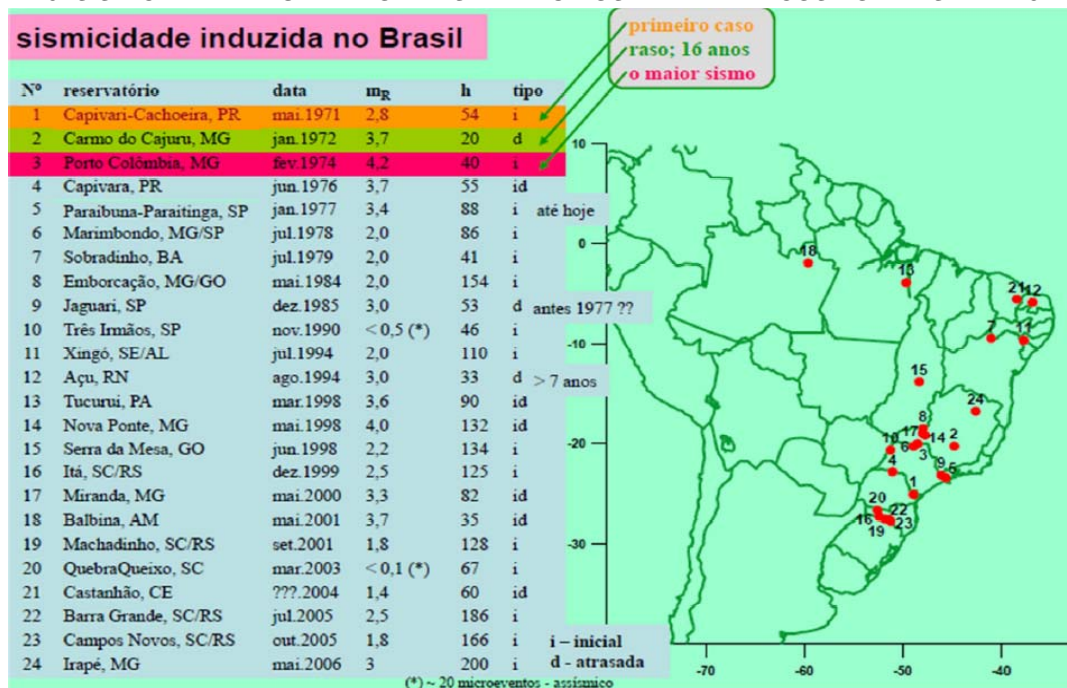 sismicidade induzida no Brasil
primeiro caso
raso; 16 anos
o maior sismo
Nº reservatório data mR h tipo
1 Capivari-Cachoeira, PR mai.1971 2,8 54 i
2 Carmo do Cajuru, MG jan.1972 3,7 20 d
3 Porto Colômbia, MG fev.1974 4,2 40 i
4 Capivara, PR jun.1976 3,7 55 id
5 Paraibuna-Paraitinga, SP jan.1977 3,4 88 i até hoje
6 Marimbondo, MG/SP jul.1978 2,0 86 i
7 Sobradinho, BA jul.1979 2,0 41 i
8 Emborcação, MG/GO mai.1984 2,0 154 i
9 Jaguari, SP dez.1985 3,0 53 d antes 1977 ??
10 Três Irmãos, SP nov.1990 < 0,5 (*) 46 i
11 Xingó, SE/AL jul.1994 2,0 110 i
12 Açu, RN ago.1994 3,0 33 d > 7 anos
13 Tucurui, PA mar.1998 3,6 90 id
14 Nova Ponte, MG mai.1998 4,0 132 id
15 Serra da Mesa, GO jun.1998 2,2 134 i
16 Itá, SC/RS dez.1999 2,5 125 i
17 Miranda, MG mai.2000 3,3 82 id
18 Balbina, AM mai.2001 3,7 35 id
19 Machadinho, SC/RS set.2001 1,8 128 i
20 QuebraQueixo, SC mar.2003 < 0,1 (*) 67 i
21 Castanhão, CE ???.2004 1,4 60 id
22 Barra Grande, SC/RS jul.2005 2,5 186 i
23 Campos Novos, SC/RS out.2005 1,8 166 i
24 Irapé, MG mai.2006 3 200 i
i – inicial
d - atrasada
(*) ~ 20 microeventos - assísmico
10
0
-10
-20
-30
-70 -60 -50 -40
18
13
21 12
7 11
15
24
8
17 14 2
10 6 3
4 9 5
1
20
16 22
19 23